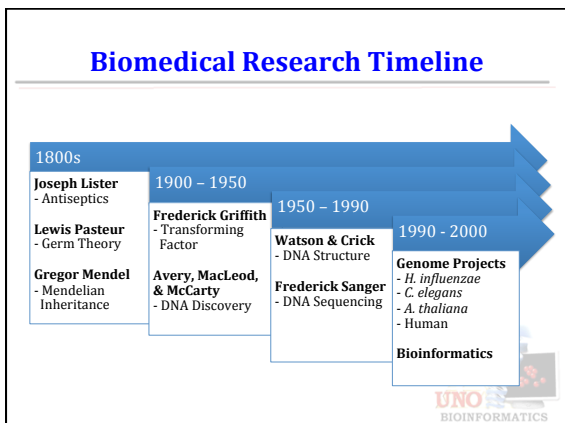 Biomedical Research Timeline
1800s
Joseph Lister
- Antiseptics
Lewis Pasteur
- Germ Theory
Gregor Mendel
- Mendelian
Inheritance
1900 – 1950
Frederick Griffith
- Transforming
Factor
Avery, MacLeod,
& McCarty
- DNA Discovery
1950 – 1990
Watson & Crick
- DNA Structure
Frederick Sanger
- DNA Sequencing
1990 - 2000
Genome Projects
- H. influenzae
- C. elegans
- A. thaliana
- Human
Bioinformatics
UNO
BIOINFORMATICS